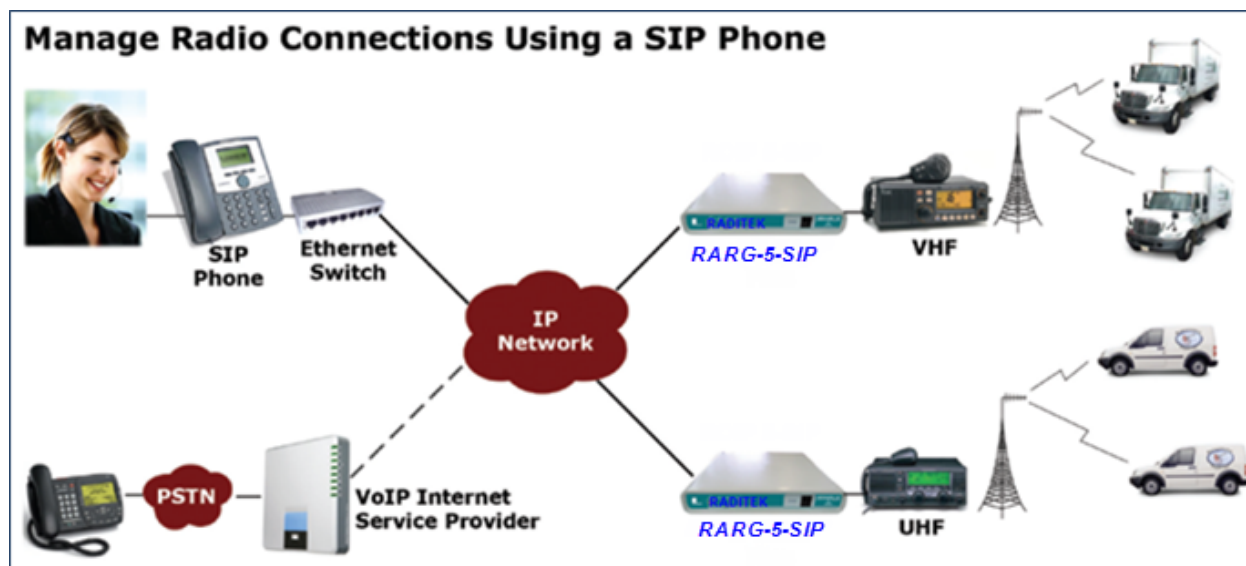 Manage Radio Connections Using a SIP Phone
SIP
Phone
Ethernet
Switch
IP
Network
RADITEK
RARG-5-SIP
VHF
PSTN
VoIP Internet
Service Provider
RADITEK
RARG-5-SIP
UHF